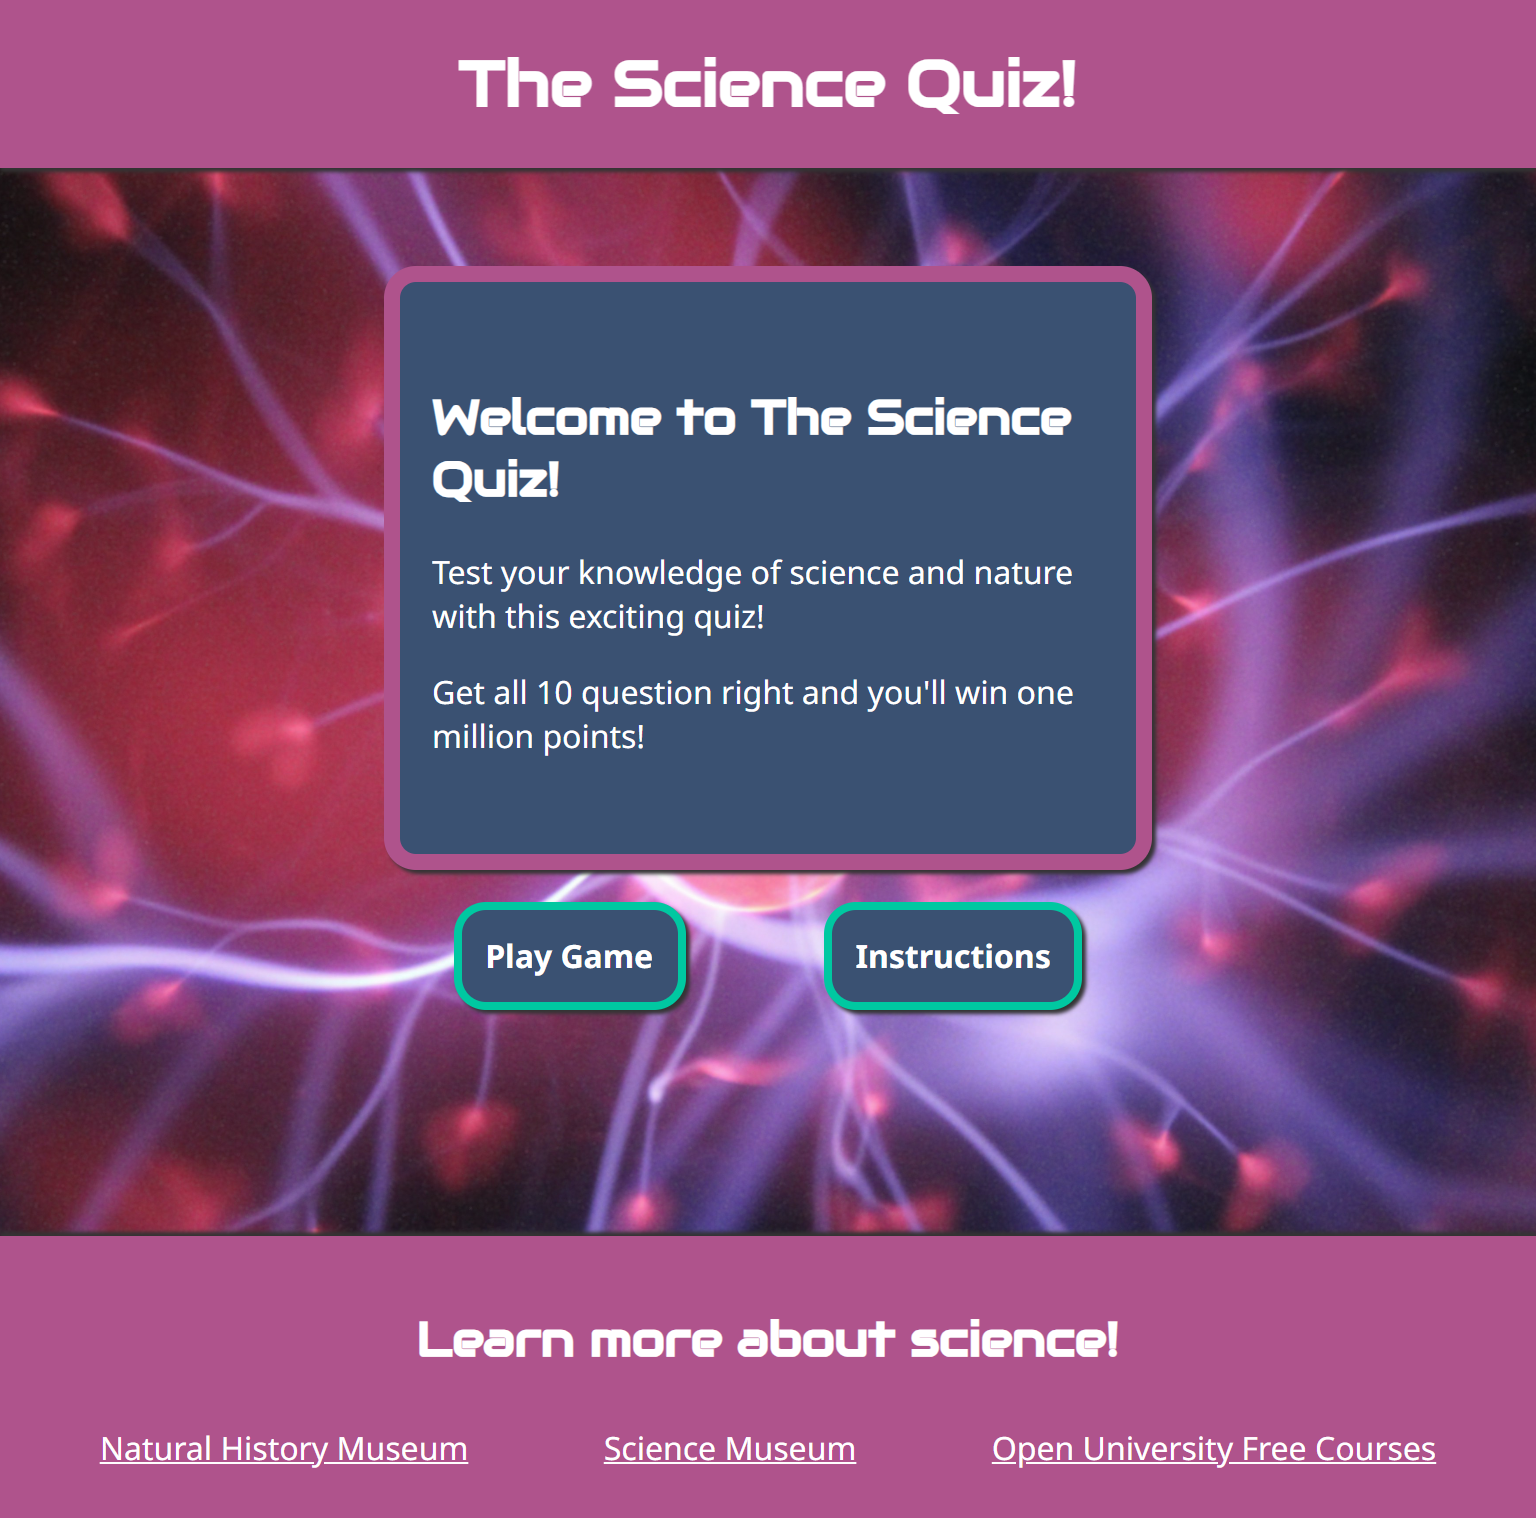 The Science Quiz!
Welcome to The Science
Quiz!
Test your knowledge of science and nature
with this exciting quiz!
Get all 10 question right and you'll win one
million points!
Play Game
Instructions
Learn more about science!
Natural History Museum
Science Museum
Open University Free Courses